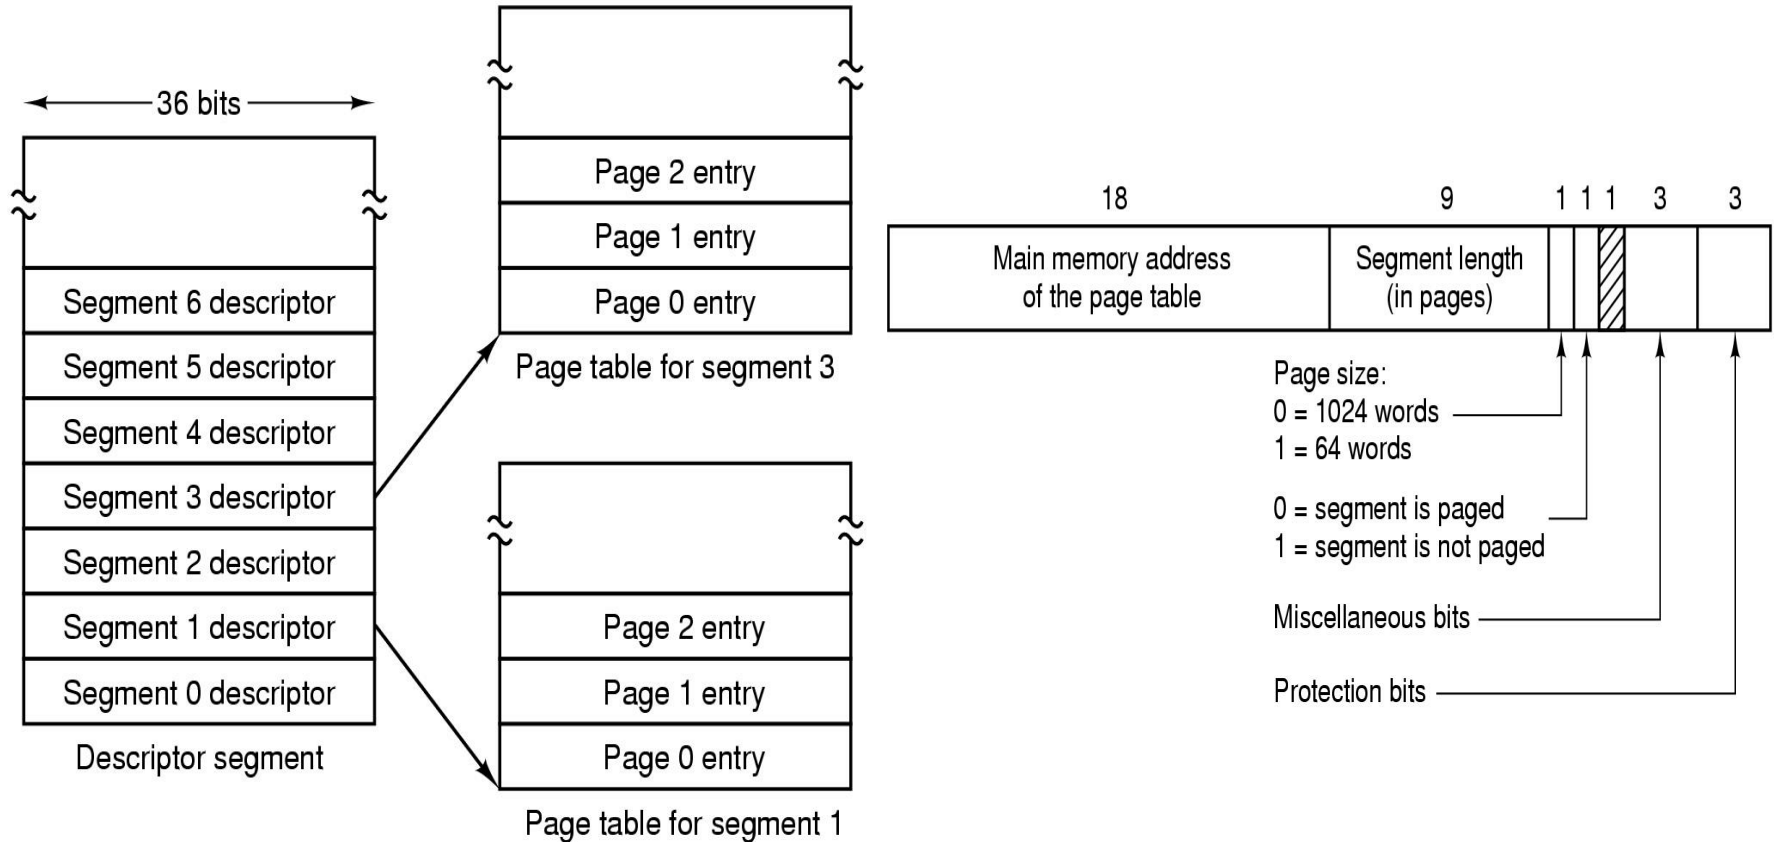 36 bits
Segment 6 descriptor
Segment 5 descriptor
Segment 4 descriptor
Segment 3 descriptor
Segment 2 descriptor
Segment 1 descriptor
Segment 0 descriptor
Descriptor segment
Page 2 entry
Page 1 entry
Page 0 entry
Page table for segment 3
Page 2 entry
Page 1 entry
Page 0 entry
Page table for segment 1
18 9 1 1 1 3 3
Main memory address
of the page table
Segment length
(in pages)
Page size:
0 = 1024 words
1 = 64 words
0 = segment is paged
1 = segment is not paged
Miscellaneous bits
Protection bits